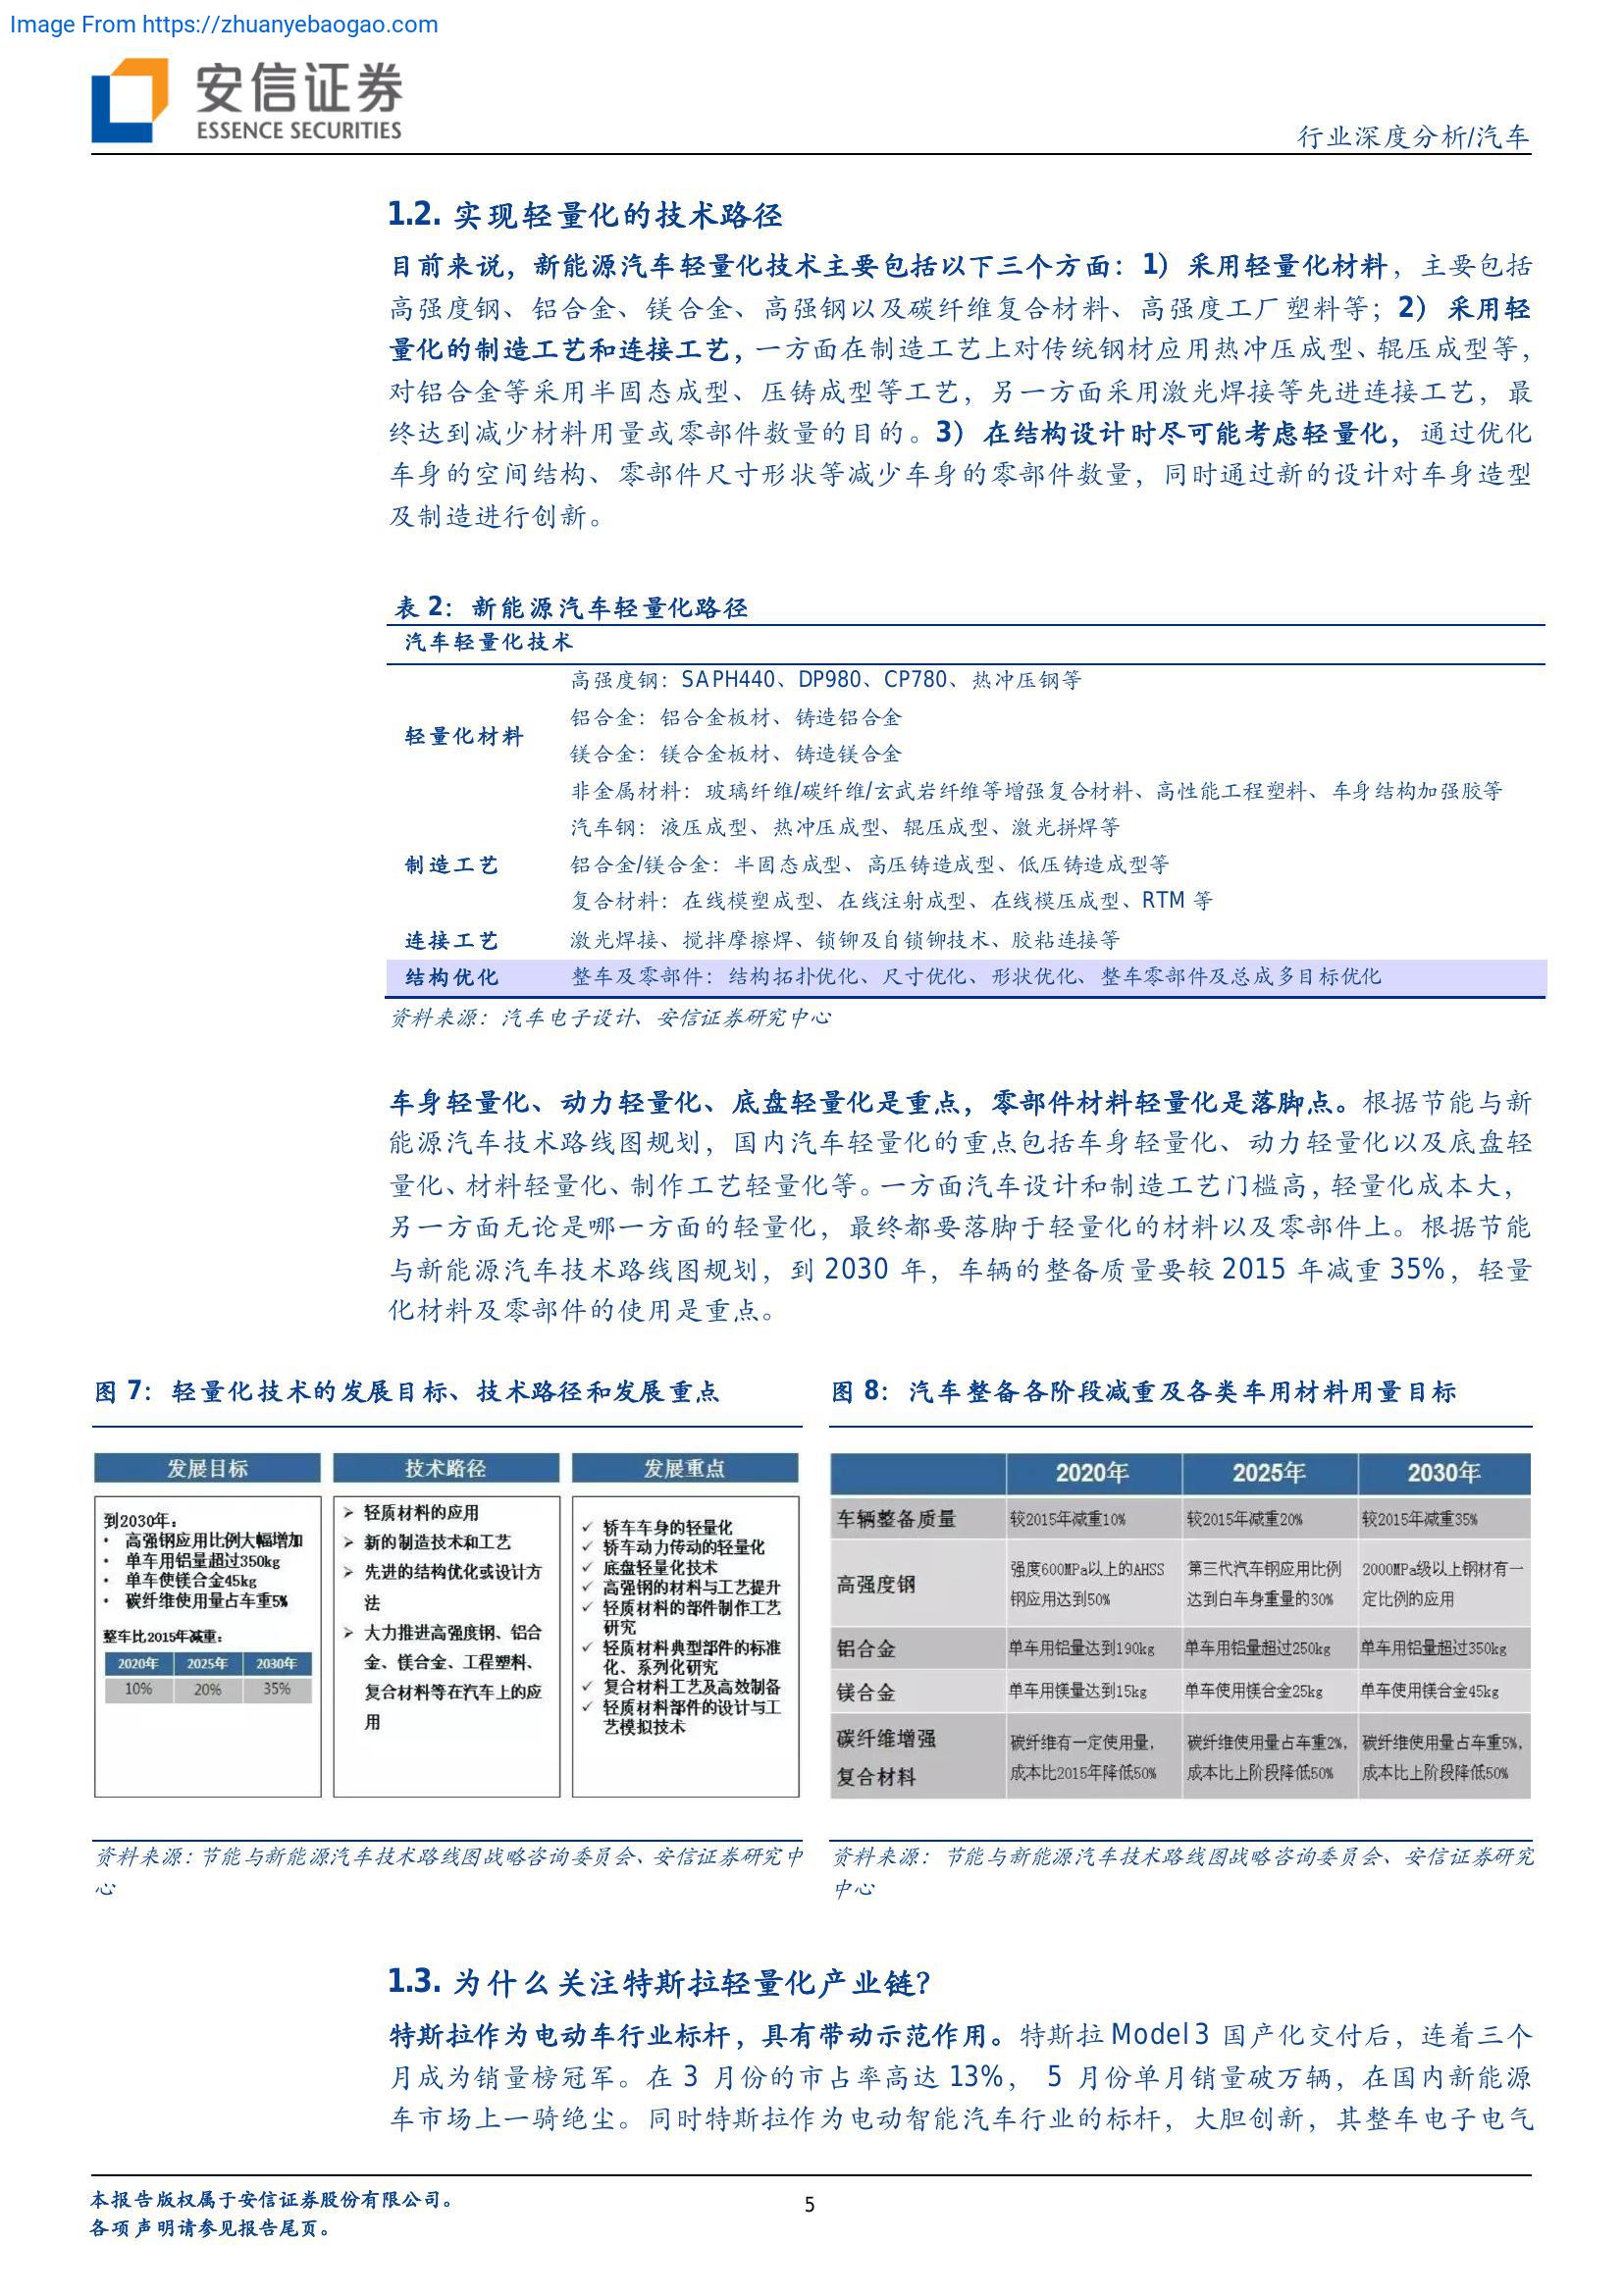 Image From https://zhuanyebaogao.com
安信证券
ESSENCE SECURITIES
行业深度分析/汽车
1.2. 实现轻量化的技术路径
目前来说，新能源汽车轻量化技术主要包括以下三个方面：1）采用轻量化材料，主要包括
高强度钢、铝合金、镁合金、高强钢以及碳纤维复合材料、高强度工厂塑料等；2）采用轻
量化的制造工艺和连接工艺，一方面在制造工艺上对传统钢材应用热冲压成型、辊压成型等，
对铝合金等采用半固态成型、压铸成型等工艺，另一方面采用激光焊接等先进连接工艺，最
终达到减少材料用量或零部件数量的目的。3）在结构设计时尽可能考虑轻量化，通过优化
车身的空间结构、零部件尺寸形状等减少车身的零部件数量，同时通过新的设计对车身造型
及制造进行创新。
表 2：新能源汽车轻量化路径
汽车轻量化技术
轻量化材料
高强度钢：SAPH440、DP980、CP780、热冲压钢等
铝合金：铝合金板材、铸造铝合金
镁合金：镁合金板材、铸造镁合金
非金属材料：玻璃纤维/碳纤维/玄武岩纤维等增强复合材料、高性能工程塑料、车身结构加强胶等
制造工艺
汽车钢：液压成型、热冲压成型、辊压成型、激光拼焊等
铝合金/镁合金：半固态成型、高压铸造成型、低压铸造成型等
复合材料：在线模塑成型、在线注射成型、在线模压成型、RTM 等
连接工艺 激光焊接、搅拌摩擦焊、锁铆及自锁铆技术、胶粘连接等
结构优化 整车及零部件：结构拓扑优化、尺寸优化、形状优化、整车零部件及总成多目标优化
资料来源：汽车电子设计、安信证券研究中心
车身轻量化、动力轻量化、底盘轻量化是重点，零部件材料轻量化是落脚点。根据节能与新
能源汽车技术路线图规划，国内汽车轻量化的重点包括车身轻量化、动力轻量化以及底盘轻
量化、材料轻量化、制作工艺轻量化等。一方面汽车设计和制造工艺门槛高，轻量化成本大，
另一方面无论是哪一方面的轻量化，最终都要落脚于轻量化的材料以及零部件上。根据节能
与新能源汽车技术路线图规划，到 2030 年，车辆的整备质量要较 2015 年减重 35%，轻量
化材料及零部件的使用是重点。
图 7：轻量化技术的发展目标、技术路径和发展重点
发展目标
到2030年：
• 高强钢应用比例大幅增加
• 单车用铝量超过350kg
• 单车使镁合金45kg
• 碳纤维使用量占车重5%
整车比2015年减重：
2020年 2025年 2030年
10% 20% 35%
技术路径
➢ 轻质材料的应用
➢ 新的制造技术和工艺
➢ 先进的结构优化或设计方
法
➢ 大力推进高强度钢、铝合
金、镁合金、工程塑料、
复合材料等在汽车上的应
用
发展重点
✓ 轿车车身的轻量化
✓ 轿车动力传动的轻量化
✓ 底盘轻量化技术
✓ 高强钢的材料与工艺提升
✓ 轻质材料的部件制作工艺
研究
✓ 轻质材料典型部件的标准
化、系列化研究
✓ 复合材料工艺及高效制备
✓ 轻质材料部件的设计与工
艺模拟技术
资料来源：节能与新能源汽车技术路线图战略咨询委员会、安信证券研究中
心
图 8：汽车整备各阶段减重及各类车用材料用量目标
2020年 2025年 2030年
车辆整备质量 较2015年减重10% 较2015年减重20% 较2015年减重35%
高强度钢
强度600MPa以上的AHSS
钢应用达到50%
第三代汽车钢应用比例
达到白车身重量的30%
2000MPa级以上钢材有一
定比例的应用
铝合金 单车用铝量达到190kg 单车用铝量超过250kg 单车用铝量超过350kg
镁合金 单车用镁量达到15kg 单车使用镁合金25kg 单车使用镁合金45kg
碳纤维增强
复合材料
碳纤维有一定使用量，
成本比2015年降低50%
碳纤维使用量占车重2%，
成本比上阶段降低50%
碳纤维使用量占车重5%，
成本比上阶段降低50%
资料来源：节能与新能源汽车技术路线图战略咨询委员会、安信证券研究
中心
1.3. 为什么关注特斯拉轻量化产业链？
特斯拉作为电动车行业标杆，具有带动示范作用。特斯拉 Model 3 国产化交付后，连着三个
月成为销量榜冠军。在 3 月份的市占率高达 13%， 5 月份单月销量破万辆，在国内新能源
车市场上一骑绝尘。同时特斯拉作为电动智能汽车行业的标杆，大胆创新，其整车电子电气
本报告版权属于安信证券股份有限公司。
各项声明请参见报告尾页。
5